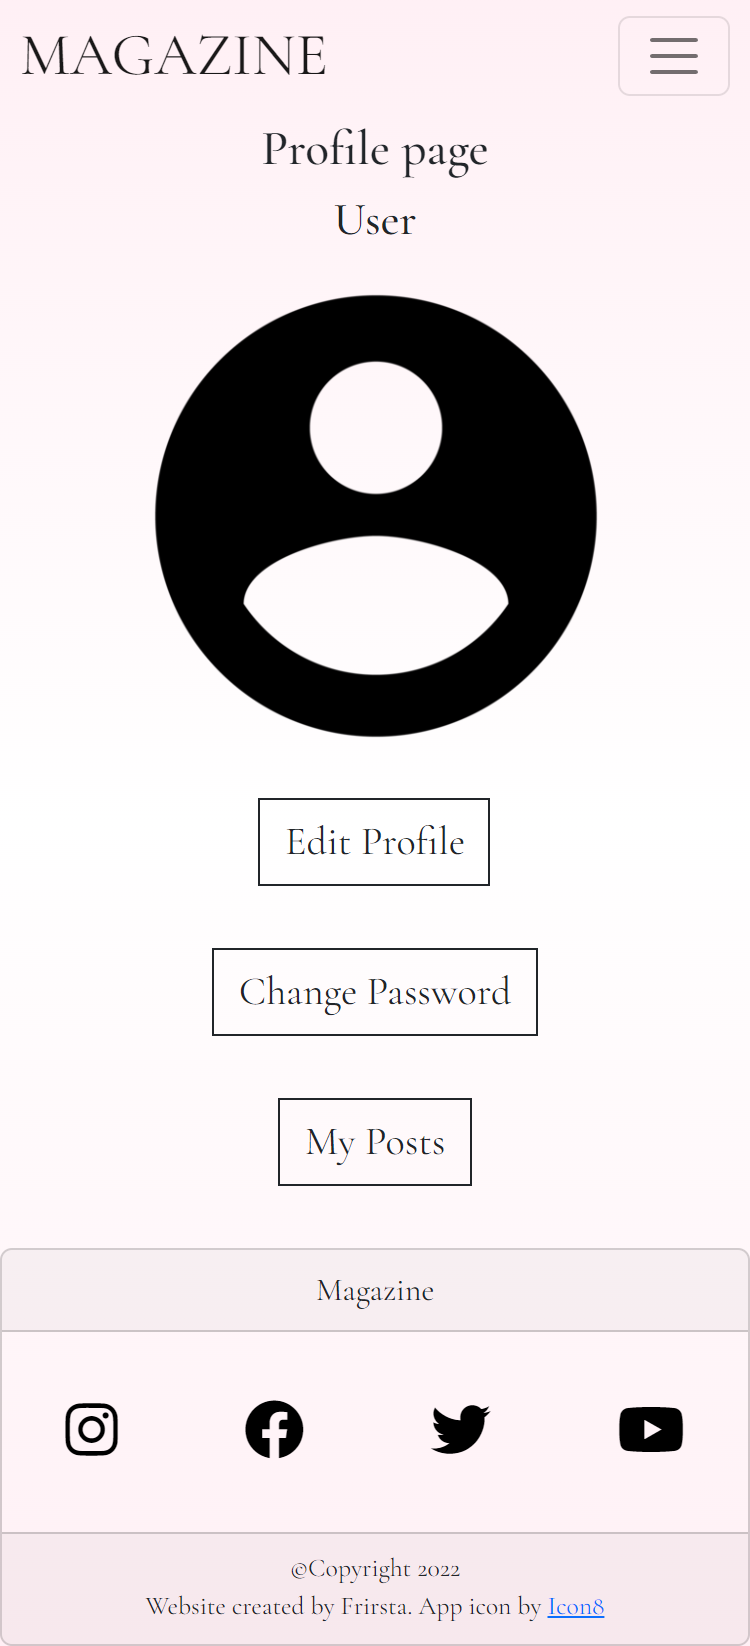 MAGAZINE
Profile page
User
Edit Profile
Change Password
My Posts
Magazine
©Copyright 2022
Website created by Frirsta. App icon by Icon8